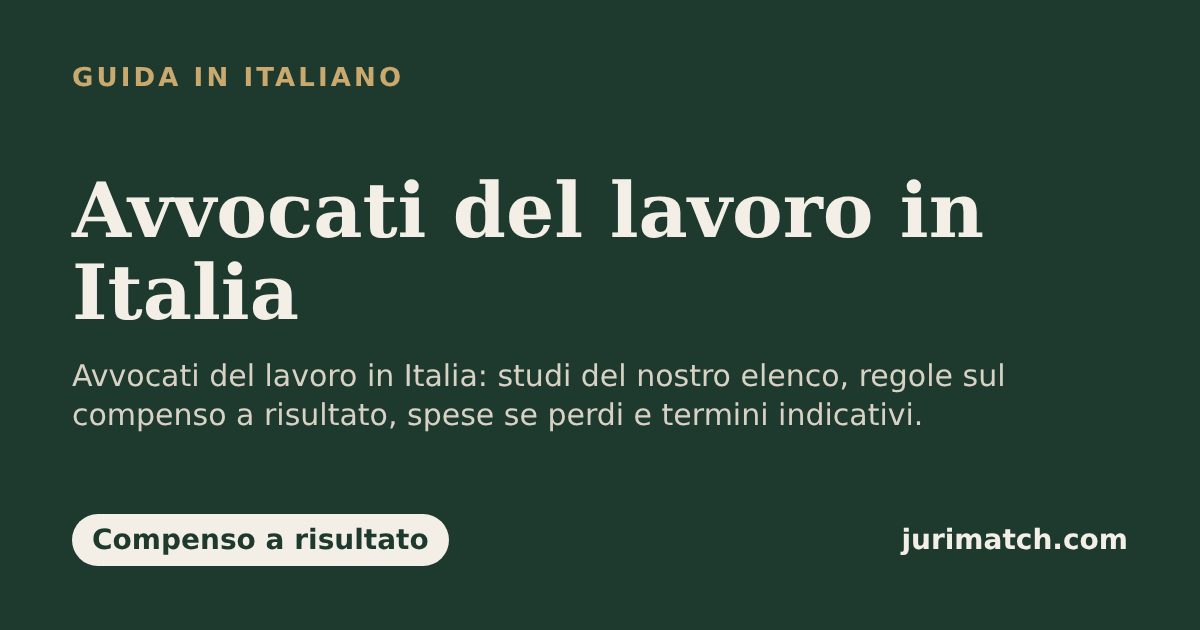 GUIDA IN ITALIANO
Avvocati del lavoro in
Italia
Avvocati del lavoro in Italia: studi del nostro elenco, regole sul
compenso a risultato, spese se perdi e termini indicativi.
Compenso a risultato
jurimatch.com